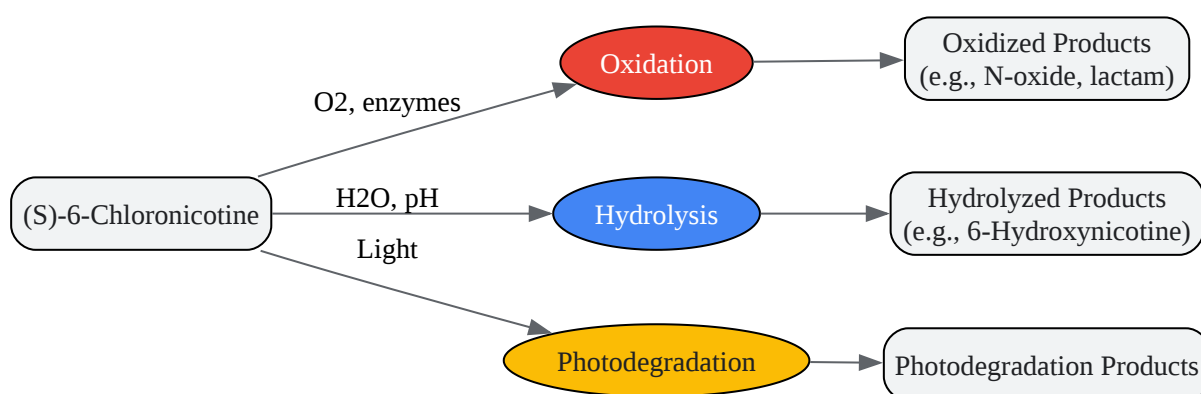 Oxidized Products
(e.g., N-oxide, lactam)
Oxidation
O2, enzymes
(S)-6-Chloronicotine
H2O, pH
Hydrolysis
Hydrolyzed Products
(e.g., 6-Hydroxynicotine)
Light
Photodegradation
Photodegradation Products